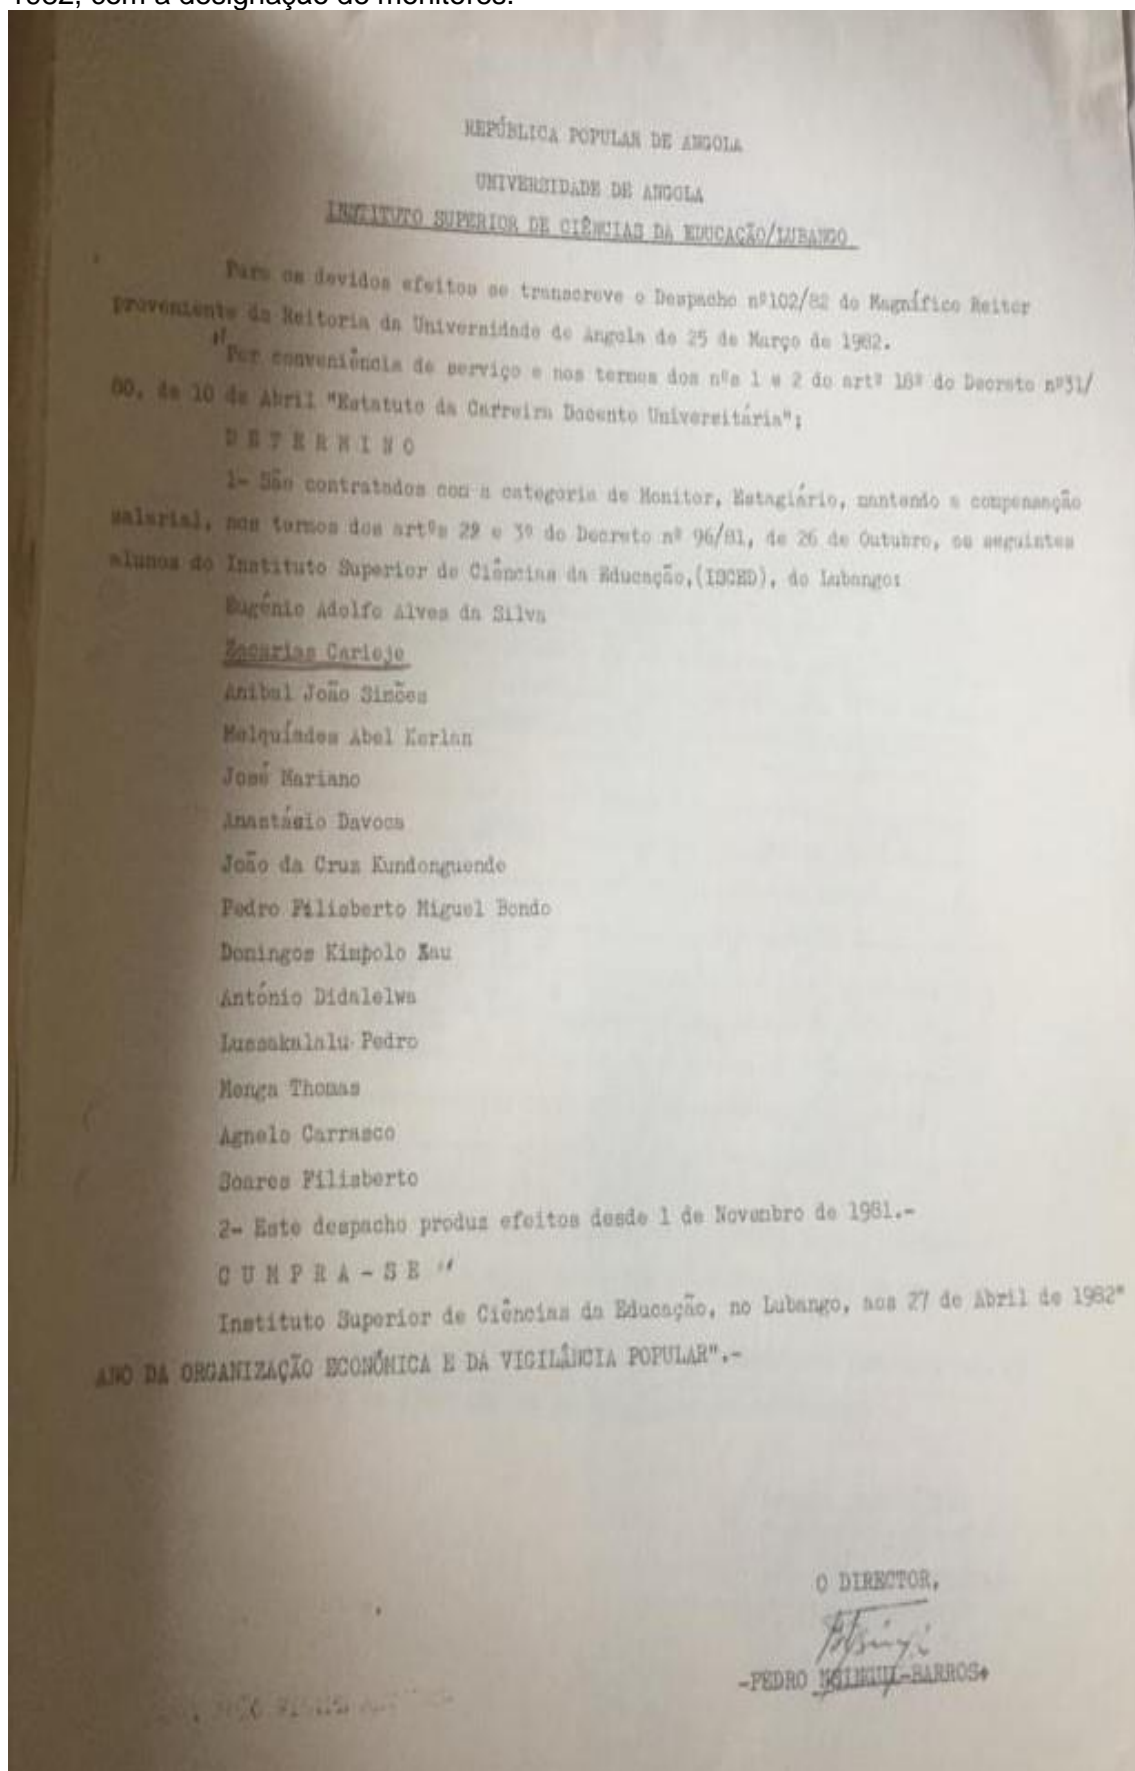 1982, com a designação de monitores.
REPÚBLICA POPULAR DE ANGOLA
UNIVERSIDADE DE ANGOLA
INSTITUTO SUPERIOR DE CIÊNCIAS DA EDUCAÇÃO/LUBANGO
Para os devidos efeitos se transcreve o Despacho nº102/82 do Magnífico Reitor
proveniente da Reitoria da Universidade de Angola de 25 de Março de 1982.
"Por conveniência de serviço e nos termos dos nºs 1 e 2 do artº 18º do Decreto nº31/
80, de 10 de Abril "Estatuto da Carreira Docente Universitária";
D E T E R M I N O
1- São contratados com a categoria de Monitor, Estagiário, mantendo a compensação
salarial, nos termos dos artºs 2º e 3º do Decreto nº 96/81, de 26 de Outubro, os seguintes
alunos do Instituto Superior de Ciências da Educação,(ISCED), do Lubango:
Eugénio Adolfo Alves da Silva
Zacarias Carieje
Anibal João Simões
Melquíades Abel Kerlan
José Mariano
Anastásio Davoca
João da Cruz Kundonguende
Pedro Filisberto Miguel Bondo
Domingos Kimpolo Zau
António Didalelwa
Lussakalalu Pedro
Menga Thomas
Agnelo Carrasco
Soares Filisberto
2- Este despacho produz efeitos desde 1 de Novembro de 1981.-
C U M P R A - S E "
Instituto Superior de Ciências da Educação, no Lubango, aos 27 de Abril de 1982"
ANO DA ORGANIZAÇÃO ECONÓMICA E DA VIGILÂNCIA POPULAR".-
O DIRECTOR,
-PEDRO NSINGUI-BARROS-